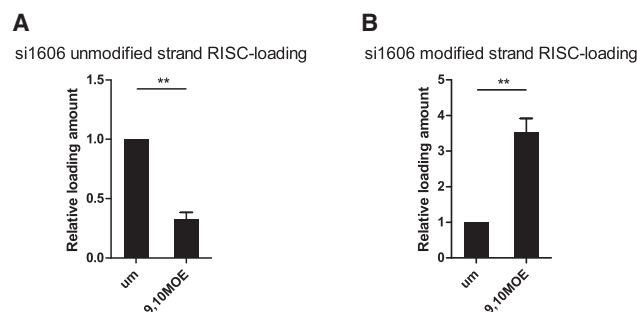 A
si1606 unmodified strand RISC-loading
Relative loading amount
1.5
1.0
0.5
0.0
**
um
9,10MOE
B
si1606 modified strand RISC-loading
Relative loading amount
5
4
3
2
1
0
**
um
9,10MOE